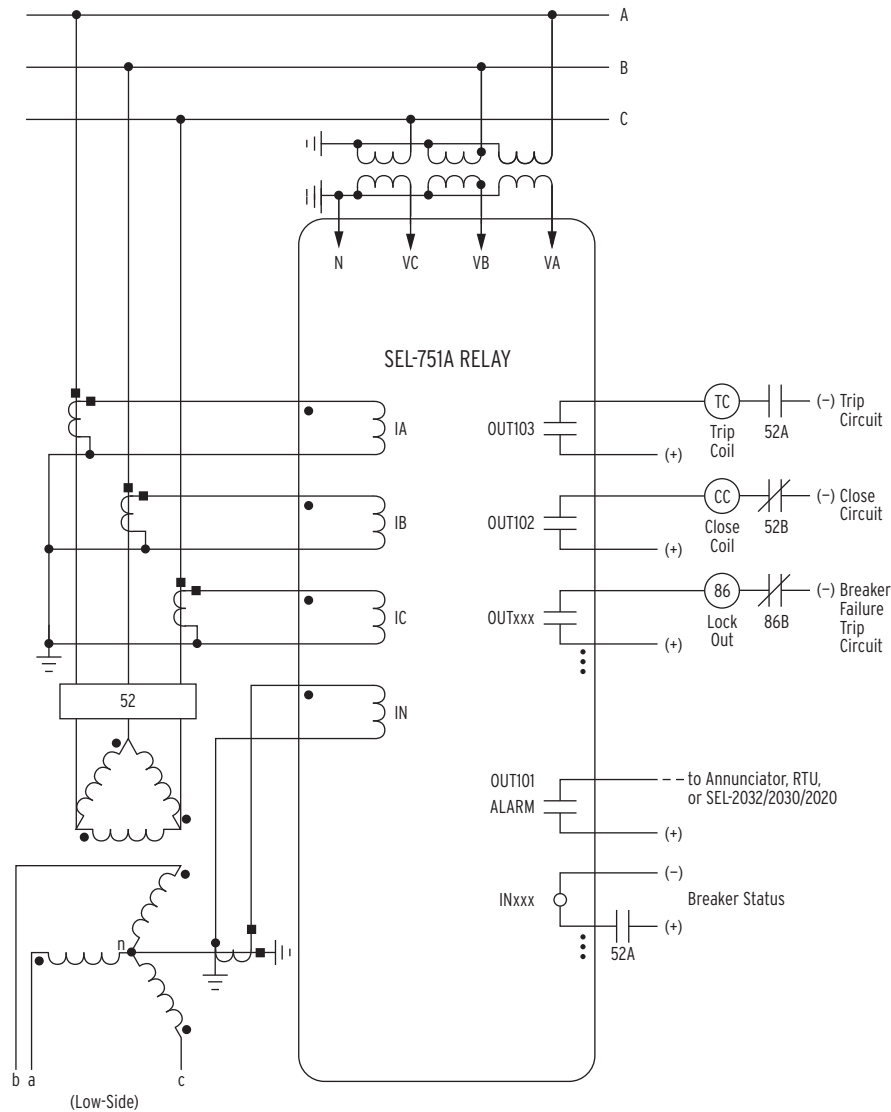 A
B
C
N
VC
VB
VA
SEL-751A RELAY
IA
OUT103
TC
Trip
Coil
52A
(–) Trip
Circuit
(+)
IB
OUT102
CC
Close
Coil
52B
(–) Close
Circuit
(+)
IC
OUTxxx
86
Lock
Out
86B
(–) Breaker
Failure
Trip
Circuit
(+)
52
IN
OUT101
ALARM
to Annunciator, RTU,
or SEL-2032/2030/2020
(+)
INxxx
(–)
Breaker Status
(+)
52A
n
b a
c
(Low-Side)